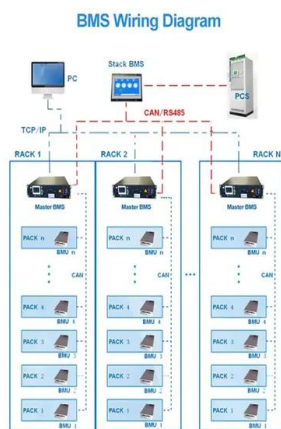 BMS Wiring Diagram
PC
Stack BMS
PCS
CAN/RS485
TCP/IP
RACK 1
RACK 2
RACK N
Master BMS
Master BMS
Master BMS
PACK n
PACK n
PACK n
BMU n
BMU n
BMU n
CAN
CAN
CAN
PACK 4
PACK 4
PACK 4
BMU 4
BMU 4
BMU 4
PACK 3
PACK 3
PACK 3
BMU 3
BMU 3
BMU 3
PACK 2
PACK 2
PACK 2
BMU 2
BMU 2
BMU 2
PACK 1
PACK 1
PACK 1
BMU 1
BMU 1
BMU 1